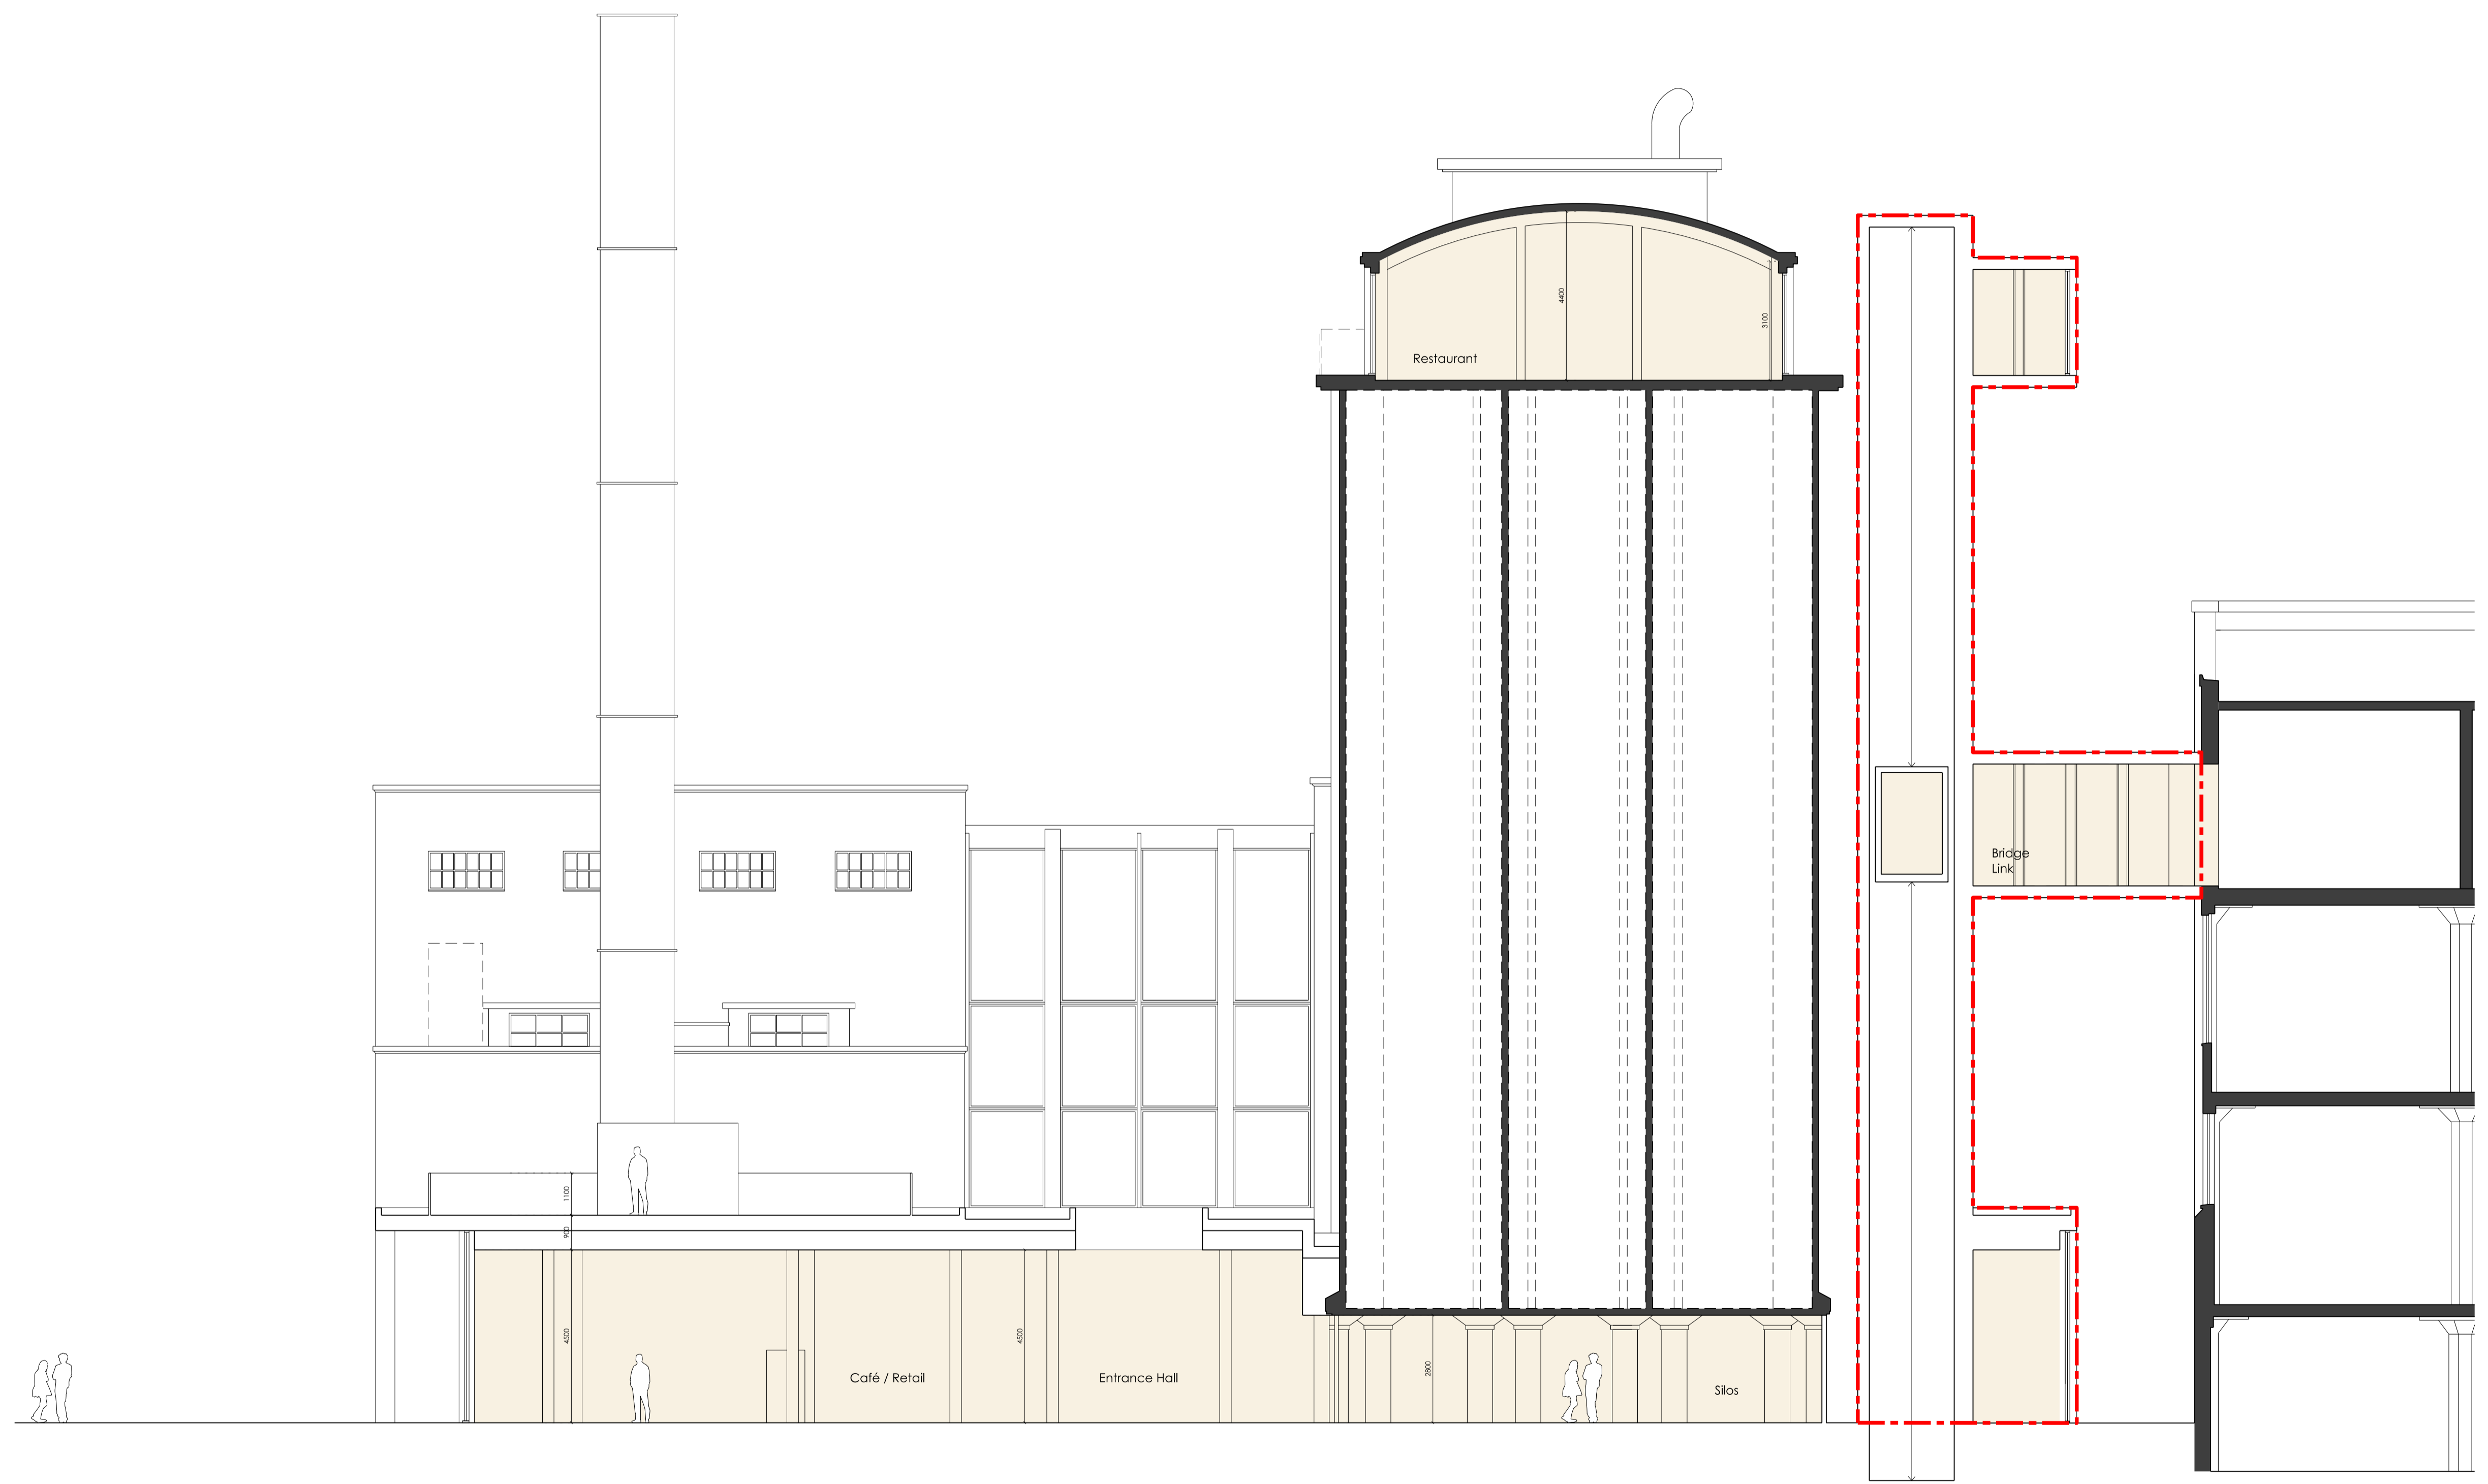 4400
3100
Restaurant
Bridge
Link
1100
900
4500
4500
2800
Café / Retail
Entrance Hall
Silos